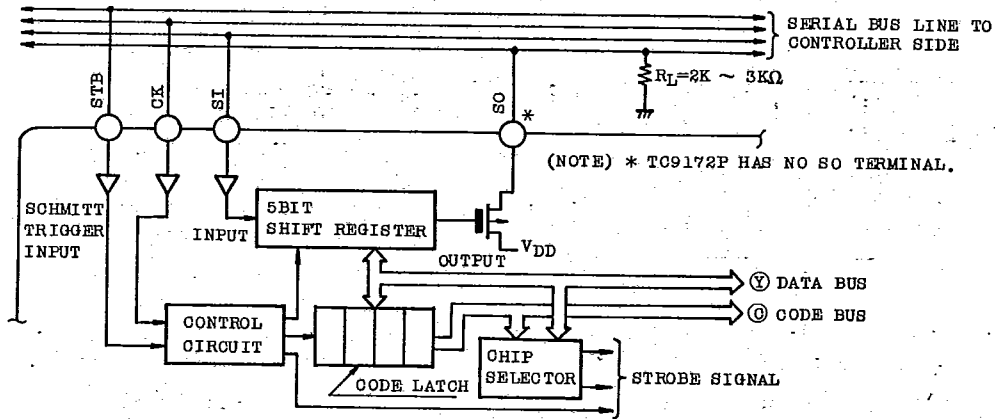 SERIAL BUS LINE TO
CONTROLLER SIDE
RL=2K ~ 3KΩ
STB
CK
SI
SO
*
(NOTE) * TC9172P HAS NO SO TERMINAL.
SCHMITT
TRIGGER
INPUT
INPUT
5BIT
SHIFT REGISTER
OUTPUT
VDD
Ⓨ DATA BUS
Ⓒ CODE BUS
CONTROL
CIRCUIT
CHIP
SELECTOR
CODE LATCH
STROBE SIGNAL